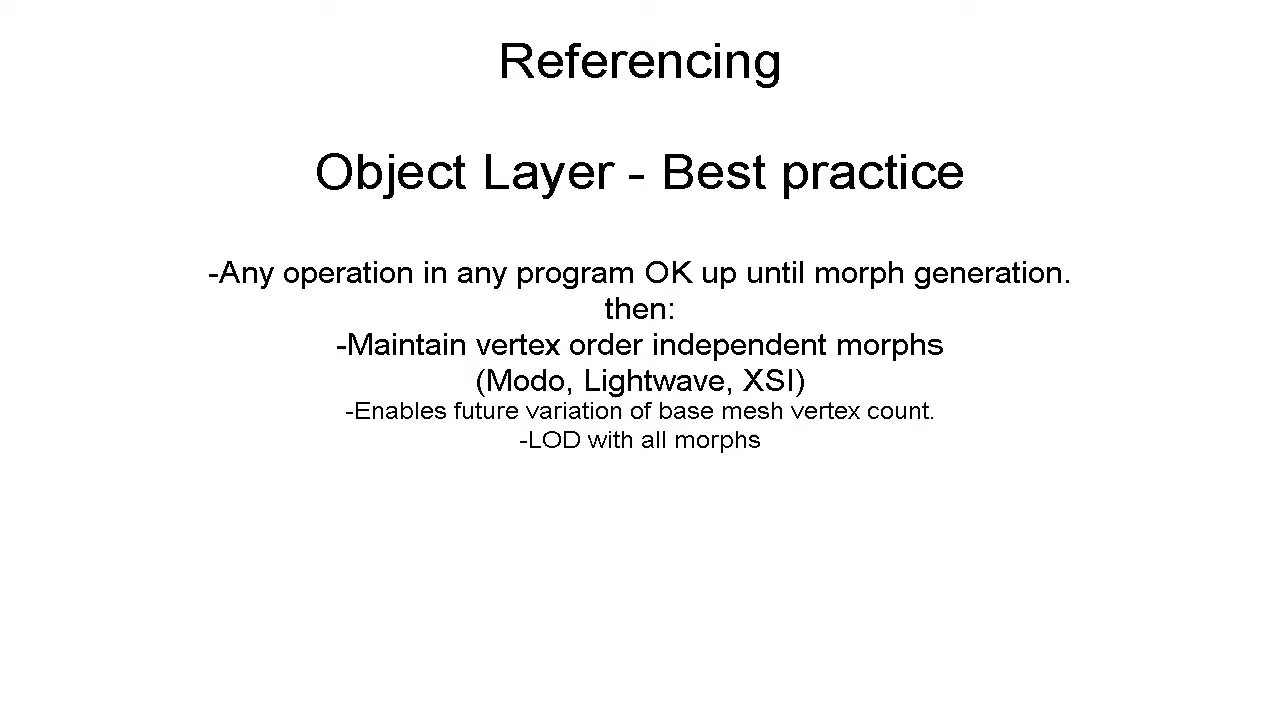 Referencing
Object Layer - Best practice
-Any operation in any program OK up until morph generation.
then:
-Maintain vertex order independent morphs
(Modo, Lightwave, XSI)
-Enables future variation of base mesh vertex count.
-LOD with all morphs